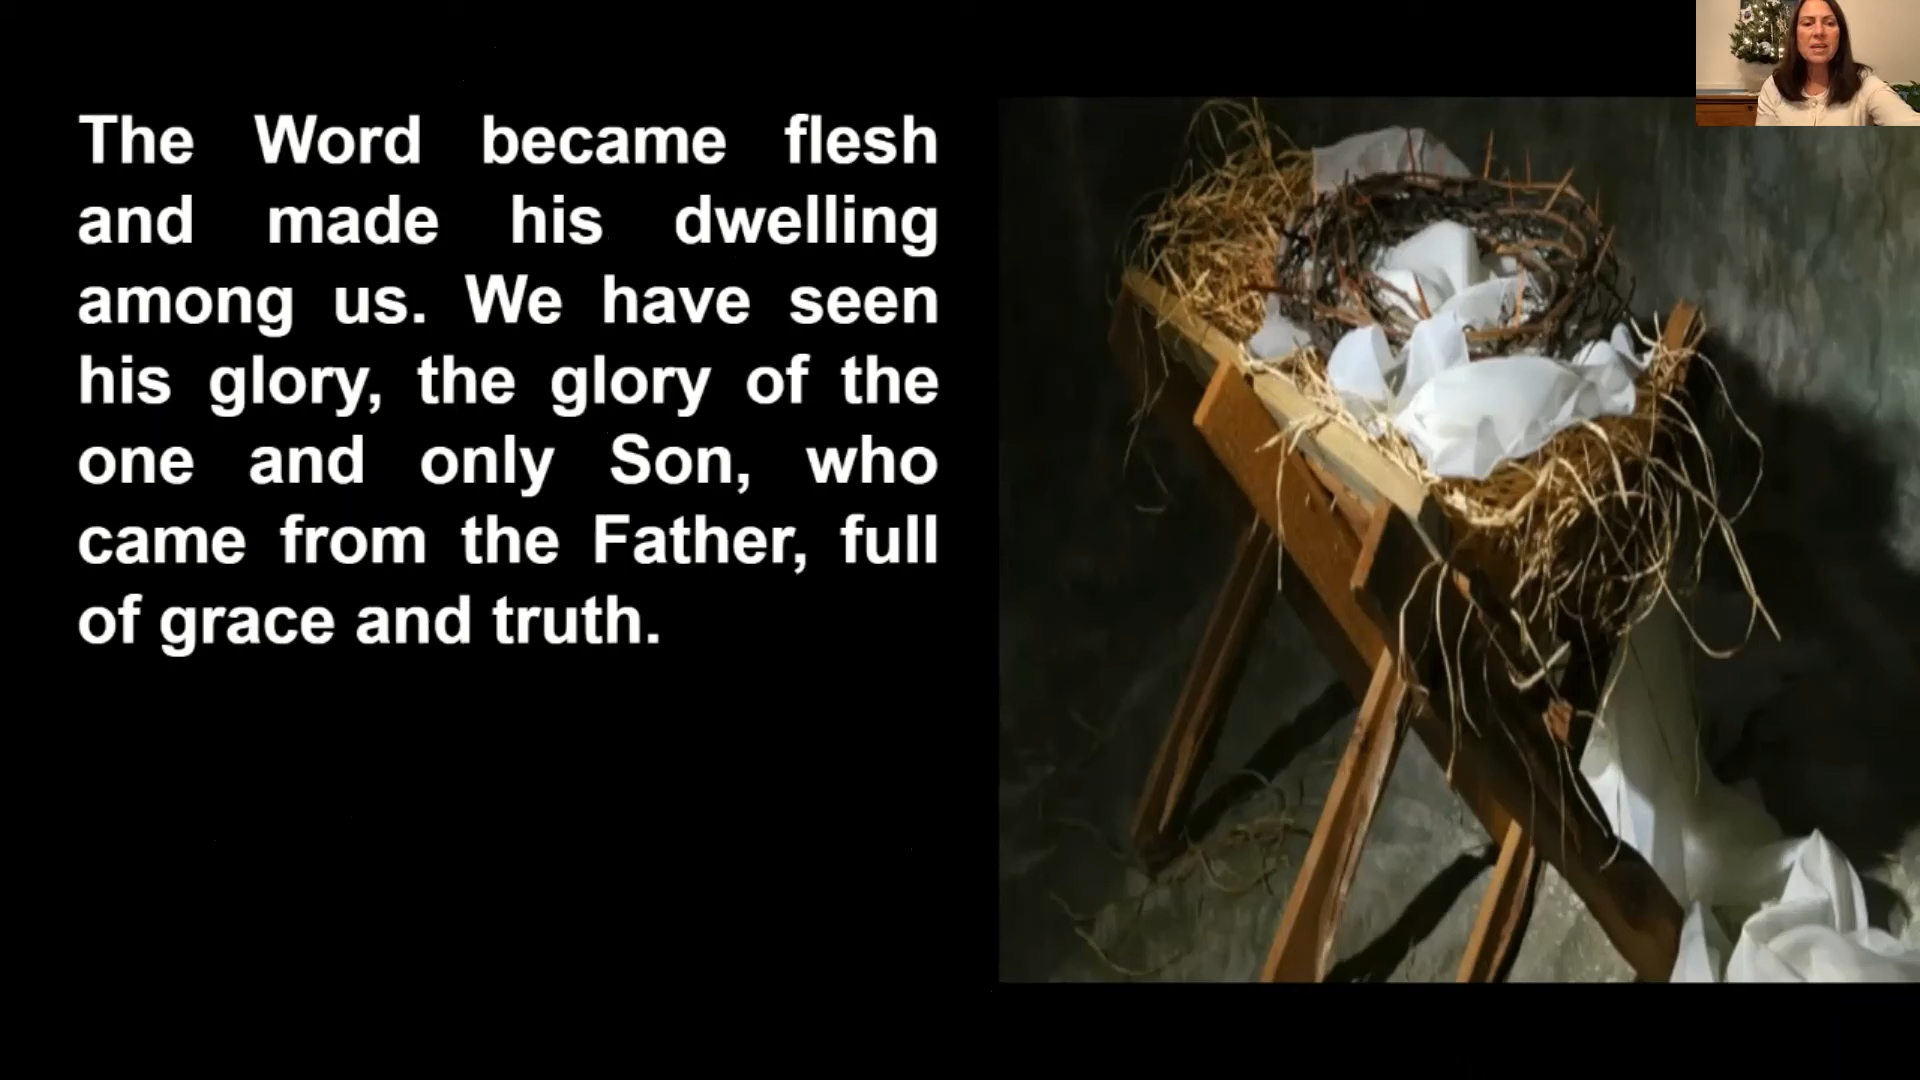 The Word became flesh
and made his dwelling
among us. We have seen
his glory, the glory of the
one and only Son, who
came from the Father, full
of grace and truth.